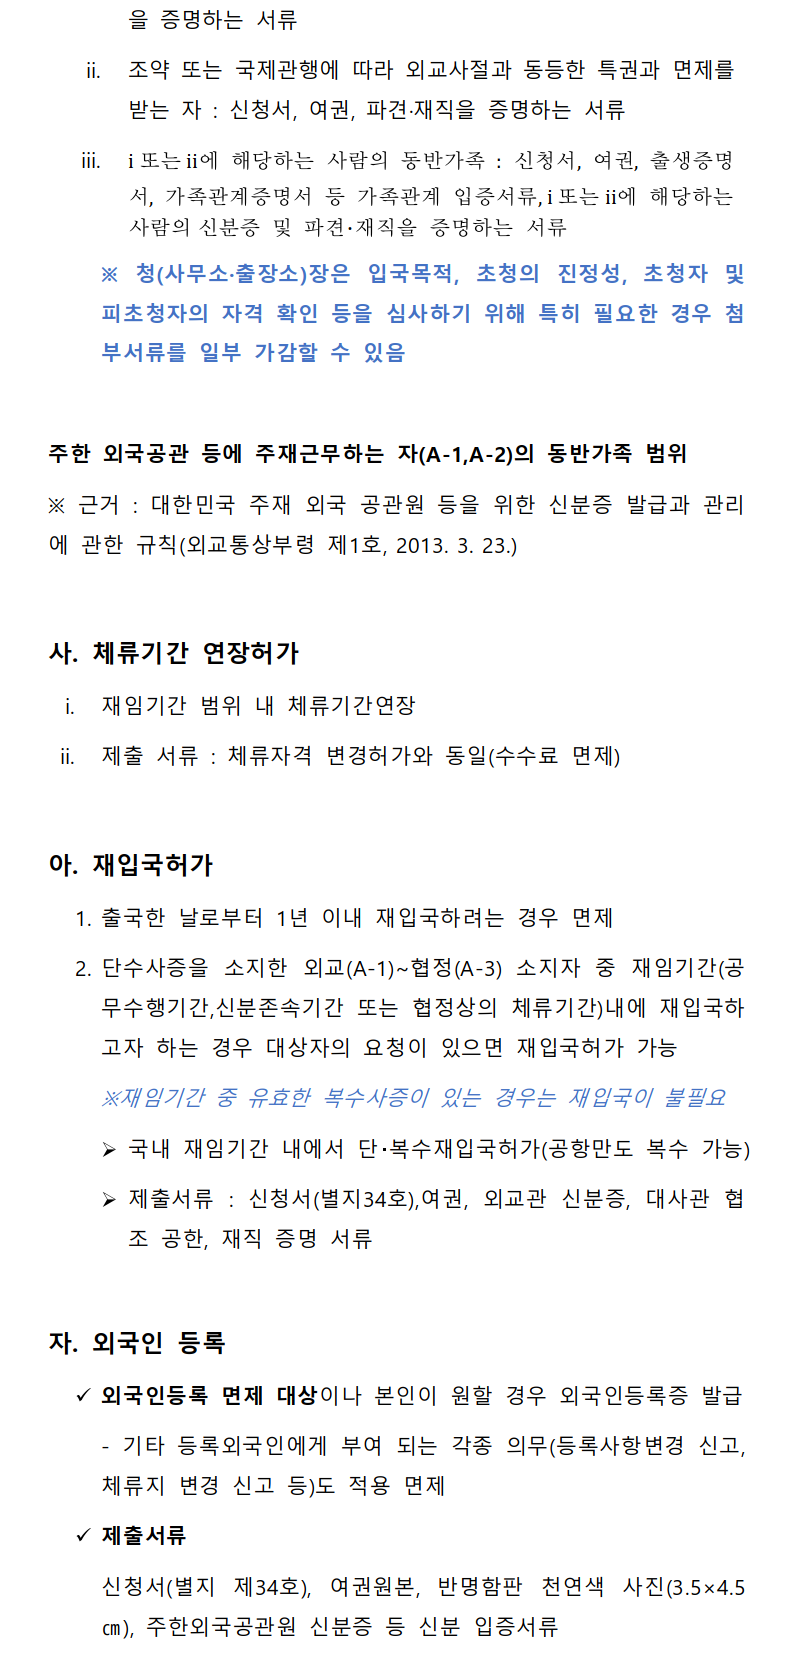 을 증명하는 서류
ii. 조약 또는 국제관행에 따라 외교사절과 동등한 특권과 면제를
받는 자 : 신청서, 여권, 파견·재직을 증명하는 서류
iii. i 또는 ii에 해당하는 사람의 동반가족 : 신청서, 여권, 출생증명
서, 가족관계증명서 등 가족관계 입증서류, i 또는 ii에 해당하는
사람의 신분증 및 파견·재직을 증명하는 서류
※ 청(사무소·출장소)장은 입국목적, 초청의 진정성, 초청자 및
피초청자의 자격 확인 등을 심사하기 위해 특히 필요한 경우 첨
부서류를 일부 가감할 수 있음
주한 외국공관 등에 주재근무하는 자(A-1,A-2)의 동반가족 범위
※ 근거 : 대한민국 주재 외국 공관원 등을 위한 신분증 발급과 관리
에 관한 규칙(외교통상부령 제1호, 2013. 3. 23.)
사. 체류기간 연장허가
i. 재임기간 범위 내 체류기간연장
ii. 제출 서류 : 체류자격 변경허가와 동일(수수료 면제)
아. 재입국허가
1. 출국한 날로부터 1년 이내 재입국하려는 경우 면제
2. 단수사증을 소지한 외교(A-1)~협정(A-3) 소지자 중 재임기간(공
무수행기간,신분존속기간 또는 협정상의 체류기간)내에 재입국하
고자 하는 경우 대상자의 요청이 있으면 재입국허가 가능
※재임기간 중 유효한 복수사증이 있는 경우는 재입국이 불필요
➢ 국내 재임기간 내에서 단·복수재입국허가(공항만도 복수 가능)
➢ 제출서류 : 신청서(별지34호),여권, 외교관 신분증, 대사관 협
조 공한, 재직 증명 서류
자. 외국인 등록
✓ 외국인등록 면제 대상이나 본인이 원할 경우 외국인등록증 발급
- 기타 등록외국인에게 부여 되는 각종 의무(등록사항변경 신고,
체류지 변경 신고 등)도 적용 면제
✓ 제출서류
신청서(별지 제34호), 여권원본, 반명함판 천연색 사진(3.5×4.5
㎝), 주한외국공관원 신분증 등 신분 입증서류